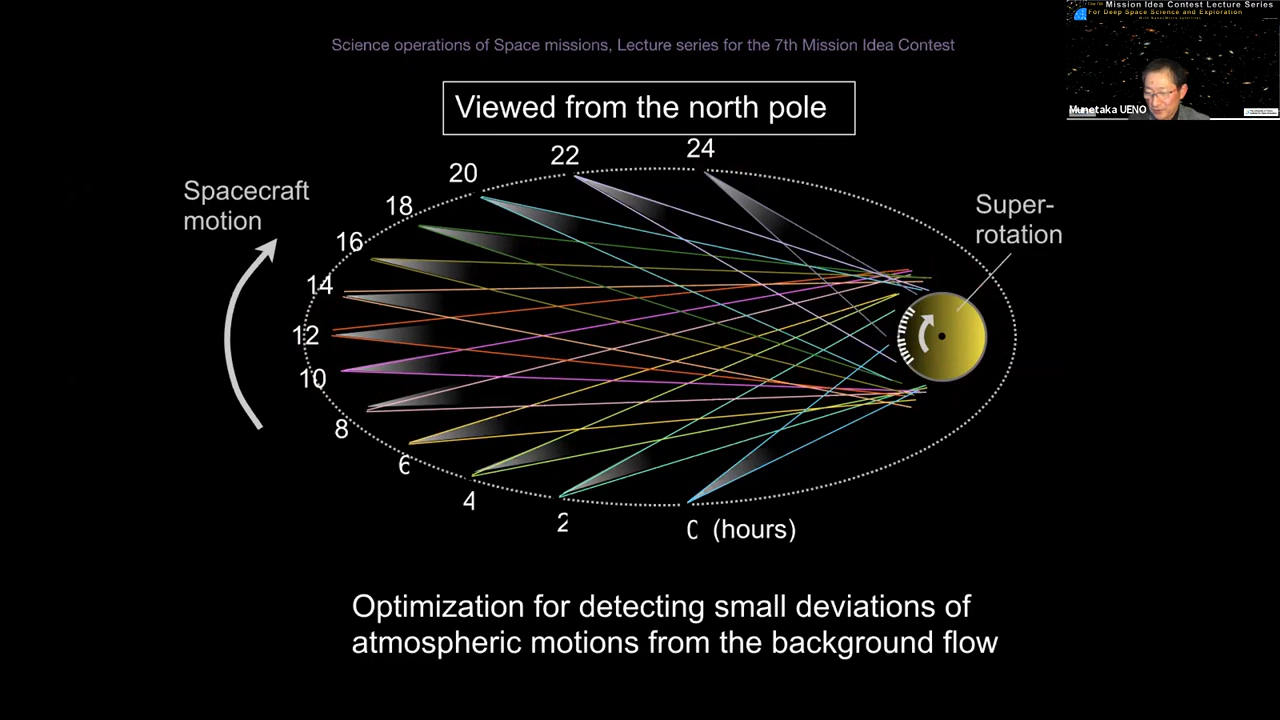 Mission Idea Contest Lecture Series
For Deep Space Science and Exploration
Munetaka UENO
Science operations of Space missions, Lecture series for the 7th Mission Idea Contest
Viewed from the north pole
24
22
20
18
16
14
12
10
8
6
4
2
0 (hours)
Spacecraft
motion
Super-
rotation
Optimization for detecting small deviations of
atmospheric motions from the background flow